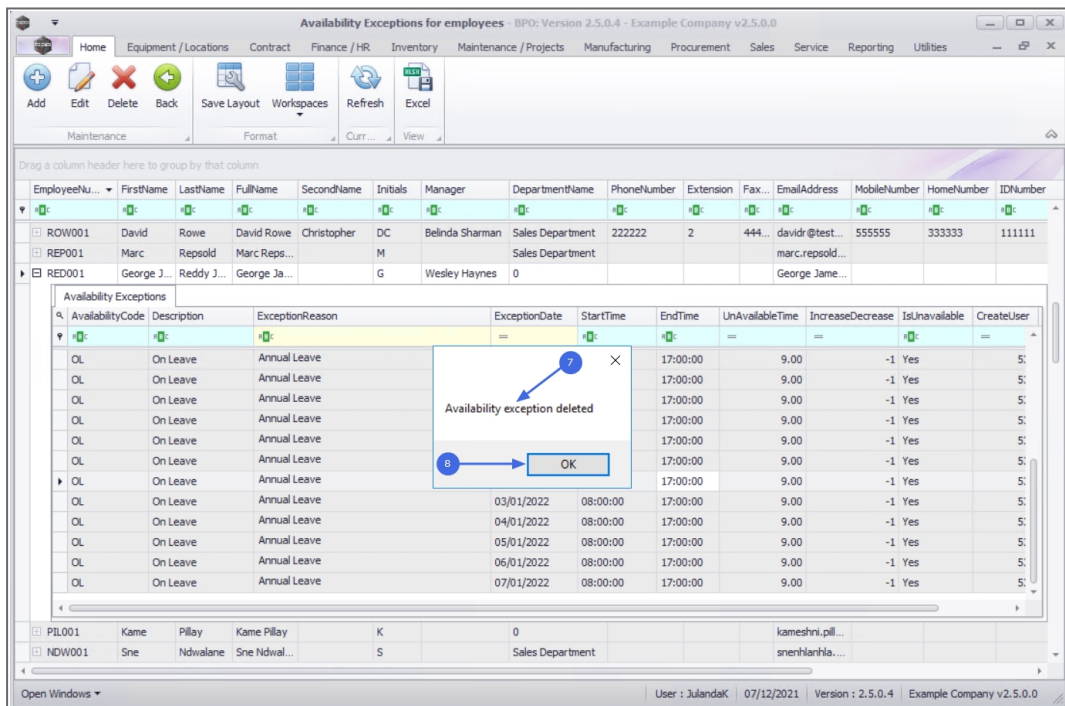 Availability Exceptions for employees - BPO: Version 2.5.0.4 - Example Company v2.5.0.0
Home Equipment / Locations Contract Finance / HR Inventory Maintenance / Projects Manufacturing Procurement Sales Service Reporting Utilities
Add Edit Delete Back Save Layout Workspaces Refresh Excel
Maintenance Format Curr... View
Drag a column header here to group by that column
EmployeeNu... FirstName LastName FullName SecondName Initials Manager DepartmentName PhoneNumber Extension Fax... EmailAddress MobileNumber HomeNumber IDNumber
ROW001 David Rowe David Rowe Christopher DC Belinda Sharman Sales Department 222222 2 444... davidr@test... 555555 333333 111111
REP001 Marc Repsold Marc Reps... M Sales Department marc.repsold...
RED001 George J... Reddy J... George Ja... G Wesley Haynes 0 George Jame...
Availability Exceptions
AvailabilityCode Description ExceptionReason ExceptionDate StartTime EndTime UnAvailableTime IncreaseDecrease IsUnavailable CreateUser
= = = =
OL On Leave Annual Leave 17:00:00 9.00 -1 Yes
OL On Leave Annual Leave 17:00:00 9.00 -1 Yes
OL On Leave Annual Leave 17:00:00 9.00 -1 Yes
OL On Leave Annual Leave 17:00:00 9.00 -1 Yes
OL On Leave Annual Leave 17:00:00 9.00 -1 Yes
OL On Leave Annual Leave 17:00:00 9.00 -1 Yes
OL On Leave Annual Leave 17:00:00 9.00 -1 Yes
OL On Leave Annual Leave 03/01/2022 08:00:00 17:00:00 9.00 -1 Yes
OL On Leave Annual Leave 04/01/2022 08:00:00 17:00:00 9.00 -1 Yes
OL On Leave Annual Leave 05/01/2022 08:00:00 17:00:00 9.00 -1 Yes
OL On Leave Annual Leave 06/01/2022 08:00:00 17:00:00 9.00 -1 Yes
OL On Leave Annual Leave 07/01/2022 08:00:00 17:00:00 9.00 -1 Yes
7
Availability exception deleted
8 OK
PIL001 Kame Pillay Kame Pillay K 0 kameshni.pill...
NDW001 Sne Ndwalane Sne Ndwal... S Sales Department snenhlanhla....
Open Windows User : JulandaK 07/12/2021 Version : 2.5.0.4 Example Company v2.5.0.0